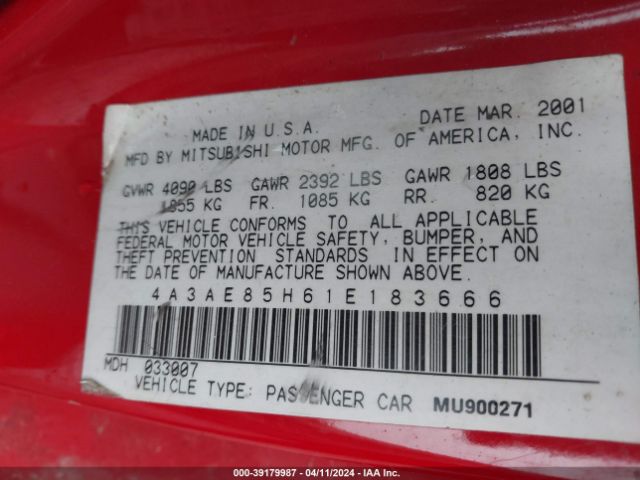 MADE IN U.S.A. DATE MAR. 2001
MFD BY MITSUBISHI MOTOR MFG. OF AMERICA, INC.
GVWR 4090 LBS GAWR 2392 LBS GAWR 1808 LBS
1855 KG FR. 1085 KG RR. 820 KG
THIS VEHICLE CONFORMS TO ALL APPLICABLE
FEDERAL MOTOR VEHICLE SAFETY, BUMPER, AND
THEFT PREVENTION STANDARDS IN EFFECT ON
THE DATE OF MANUFACTURE SHOWN ABOVE.
4A3AE85H61E183666
MDH 033007
VEHICLE TYPE: PASSENGER CAR MU900271
000-39179987 - 04/11/2024 - IAA Inc.